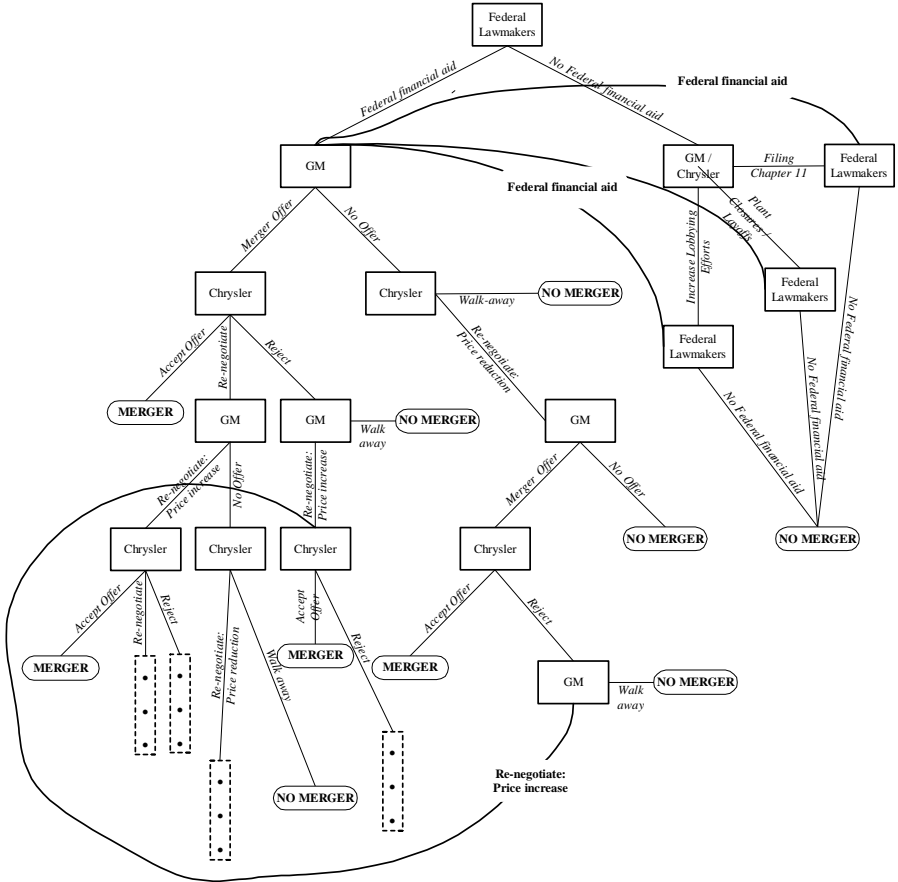 Federal
Lawmakers
Federal financial aid
No Federal financial aid
Federal financial aid
GM
GM /
Chrysler
Filing
Chapter 11
Federal
Lawmakers
Federal financial aid
Plant
Closures /
Layoffs
Merger Offer
No Offer
Increase Lobbying
Efforts
Chrysler
Chrysler
Walk-away
NO MERGER
Federal
Lawmakers
Federal
Lawmakers
Accept Offer
Re-negotiate
Reject
Re-negotiate:
Price reduction
No Federal financial aid
No Federal financial aid
No Federal financial aid
MERGER
GM
GM
Walk
away
NO MERGER
GM
Re-negotiate:
Price increase
No Offer
Re-negotiate:
Price increase
Merger Offer
No Offer
Chrysler
Chrysler
Chrysler
Chrysler
NO MERGER
NO MERGER
Accept Offer
Re-negotiate
Reject
Re-negotiate:
Price reduction
Walk away
Accept
Offer
Reject
Accept Offer
Reject
MERGER
MERGER
MERGER
GM
Walk
away
NO MERGER
NO MERGER
Re-negotiate:
Price increase